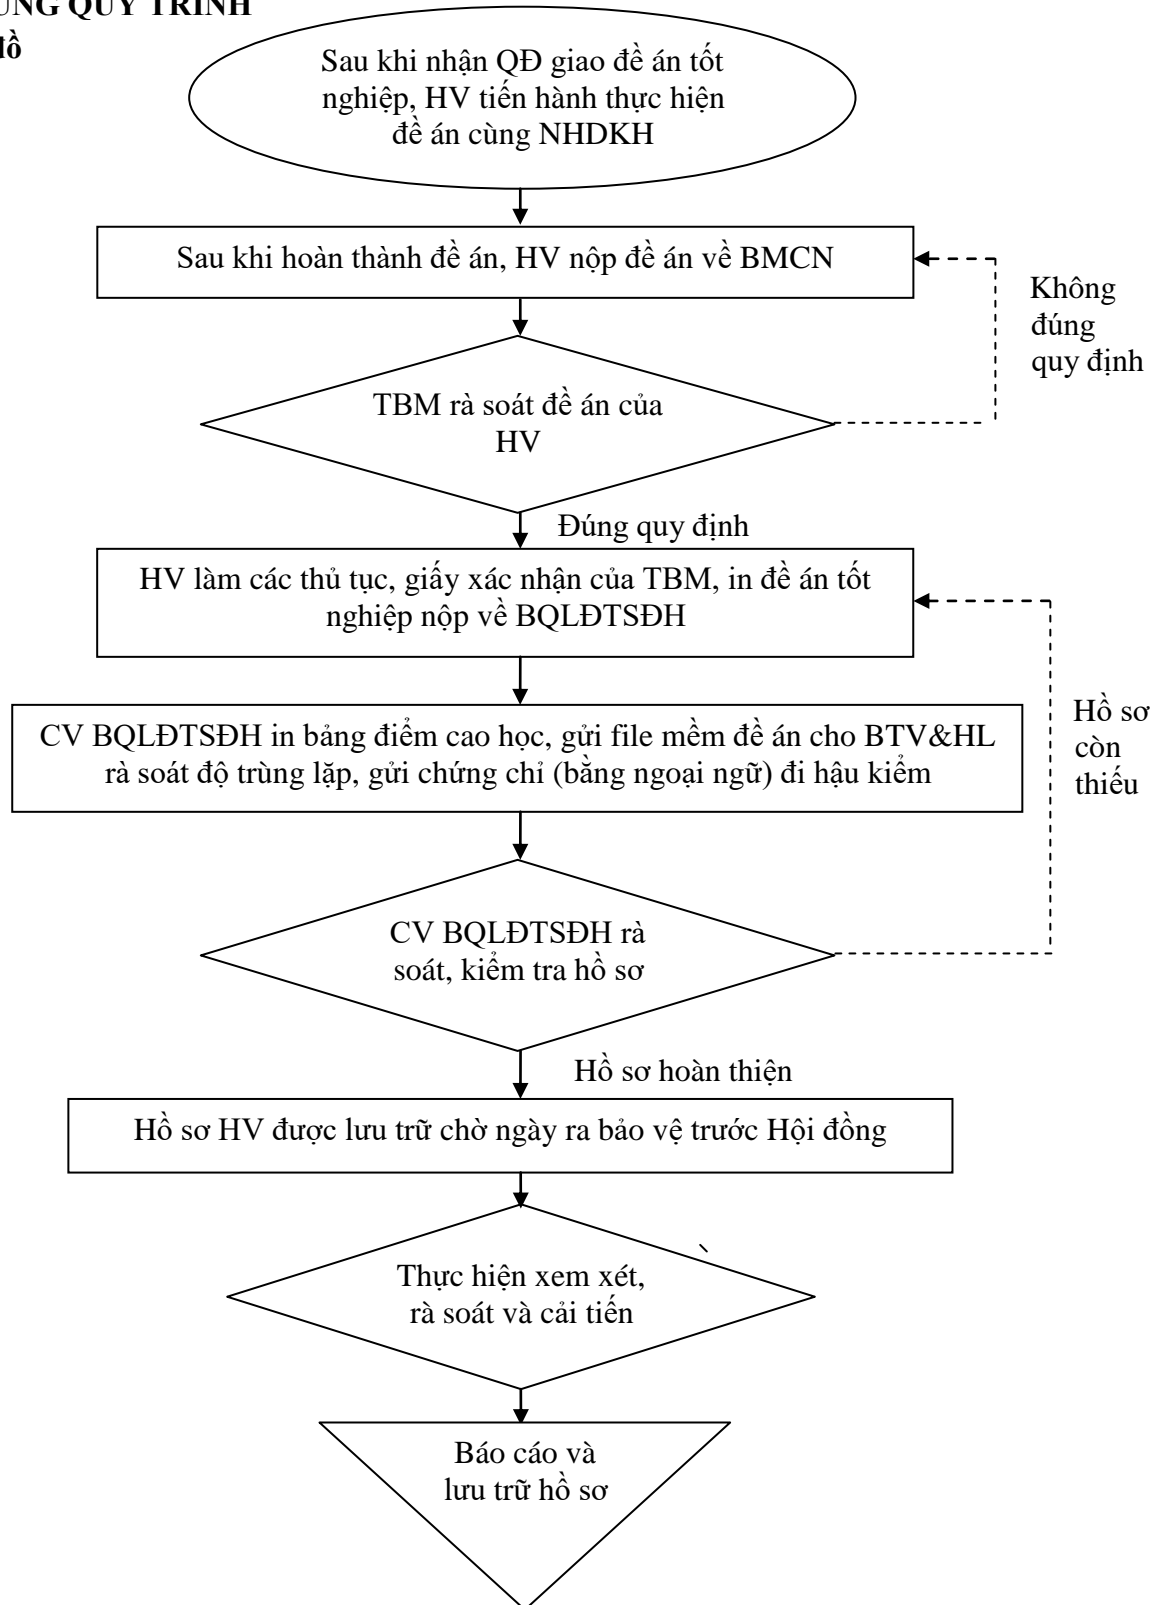 QUY TRÌNH
Sau khi nhận QĐ giao đề án tốt
nghiệp, HV tiến hành thực hiện
đề án cùng NHDKH
Sau khi hoàn thành đề án, HV nộp đề án về BMCN
Không
đúng
quy định
TBM rà soát đề án của
HV
Đúng quy định
HV làm các thủ tục, giấy xác nhận của TBM, in đề án tốt
nghiệp nộp về BQLĐTSĐH
CV BQLĐTSĐH in bảng điểm cao học, gửi file mềm đề án cho BTV&HL
rà soát độ trùng lặp, gửi chứng chỉ (bằng ngoại ngữ) đi hậu kiểm
Hồ sơ
còn
thiếu
CV BQLĐTSĐH rà
soát, kiểm tra hồ sơ
Hồ sơ hoàn thiện
Hồ sơ HV được lưu trữ chờ ngày ra bảo vệ trước Hội đồng
Thực hiện xem xét,
rà soát và cải tiến
Báo cáo và
lưu trữ hồ sơ